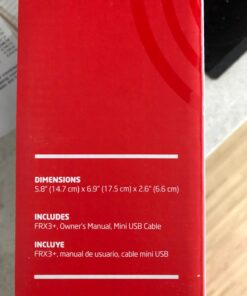 DIMENSIONS
5.8" (14.7 cm) x 6.9" (17.5 cm) x 2.6" (6.6 cm)
INCLUDES
FRX3+, Owner's Manual, Mini USB Cable
INCLUYE
FRX3+, manual de usuario, cable mini USB